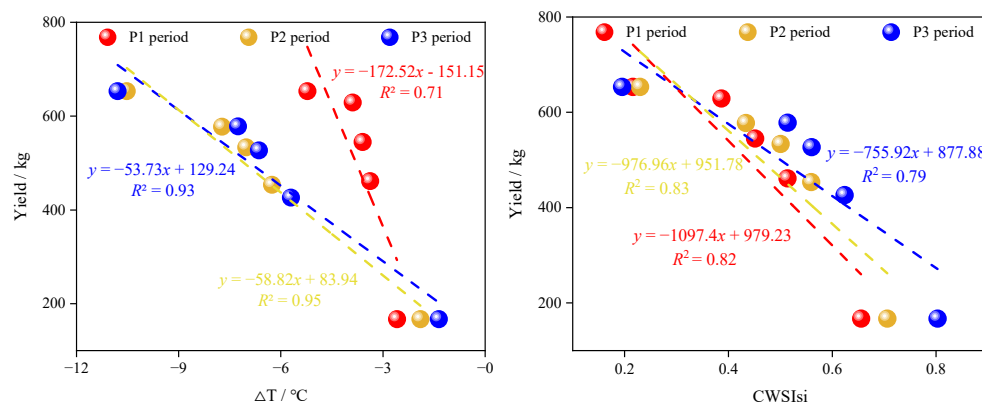 800
P1 period P2 period P3 period
y = −172.52x - 151.15
R² = 0.71
600
y = −53.73x + 129.24
R² = 0.93
400
y = −58.82x + 83.94
R² = 0.95
200
Yield / kg
−12 −9 −6 −3 −0
△T / °C
800
P1 period P2 period P3 period
600
y = −976.96x + 951.78
R² = 0.83
y = −755.92x + 877.88
R² = 0.79
400
y = −1097.4x + 979.23
R² = 0.82
200
Yield / kg
0.2 0.4 0.6 0.8
CWSIsi